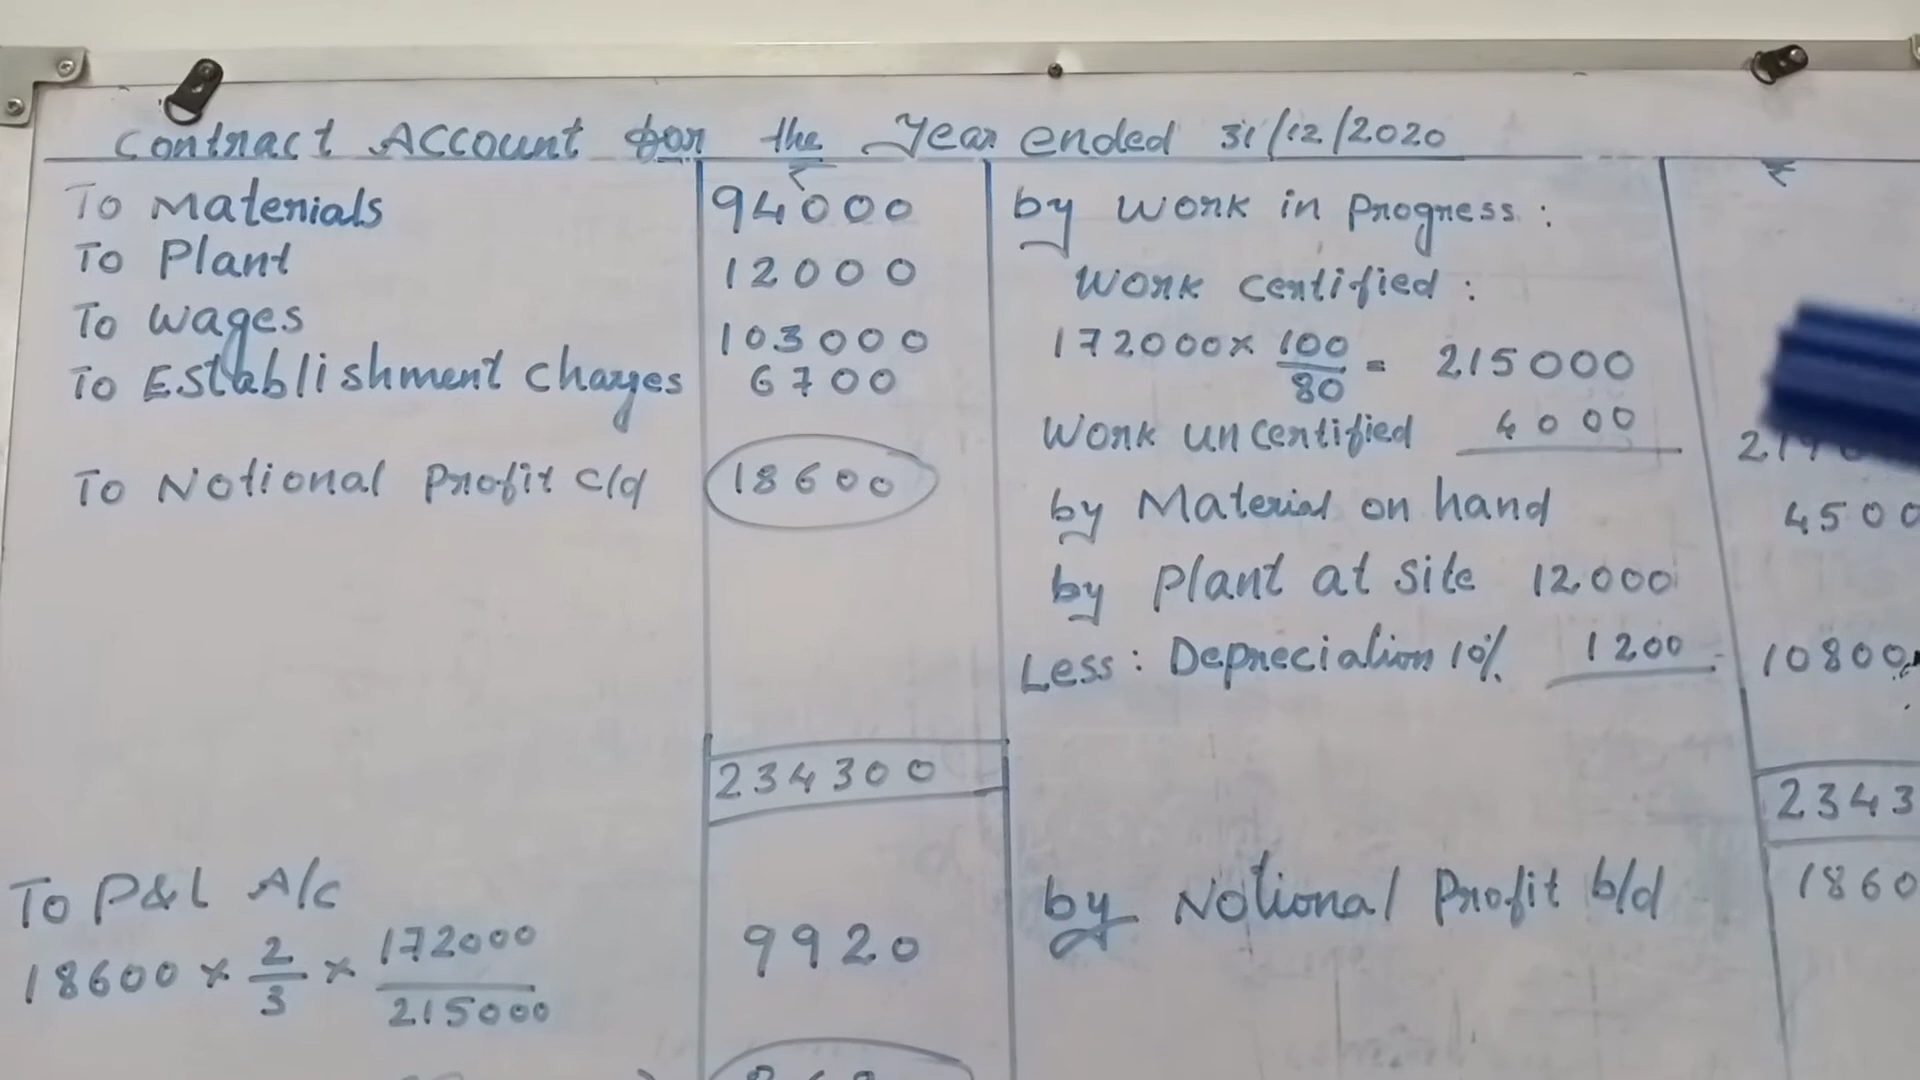 Contract Account for the Year ended 31/12/2020
₹ ₹
To Materials 94000 by Work in Progress :
To Plant 12000 Work Certified :
To Wages 103000 172000 × 100/80 = 215000
To Establishment Charges 6700 Work uncertified 4000
To Notional Profit c/d 18600 by Material on hand 4500
by Plant at site 12000
Less : Depreciation 10% 1200 10800
234300 2343
To P&L A/c by Notional Profit b/d 1860
18600 × 2/3 × 172000/215000 9920